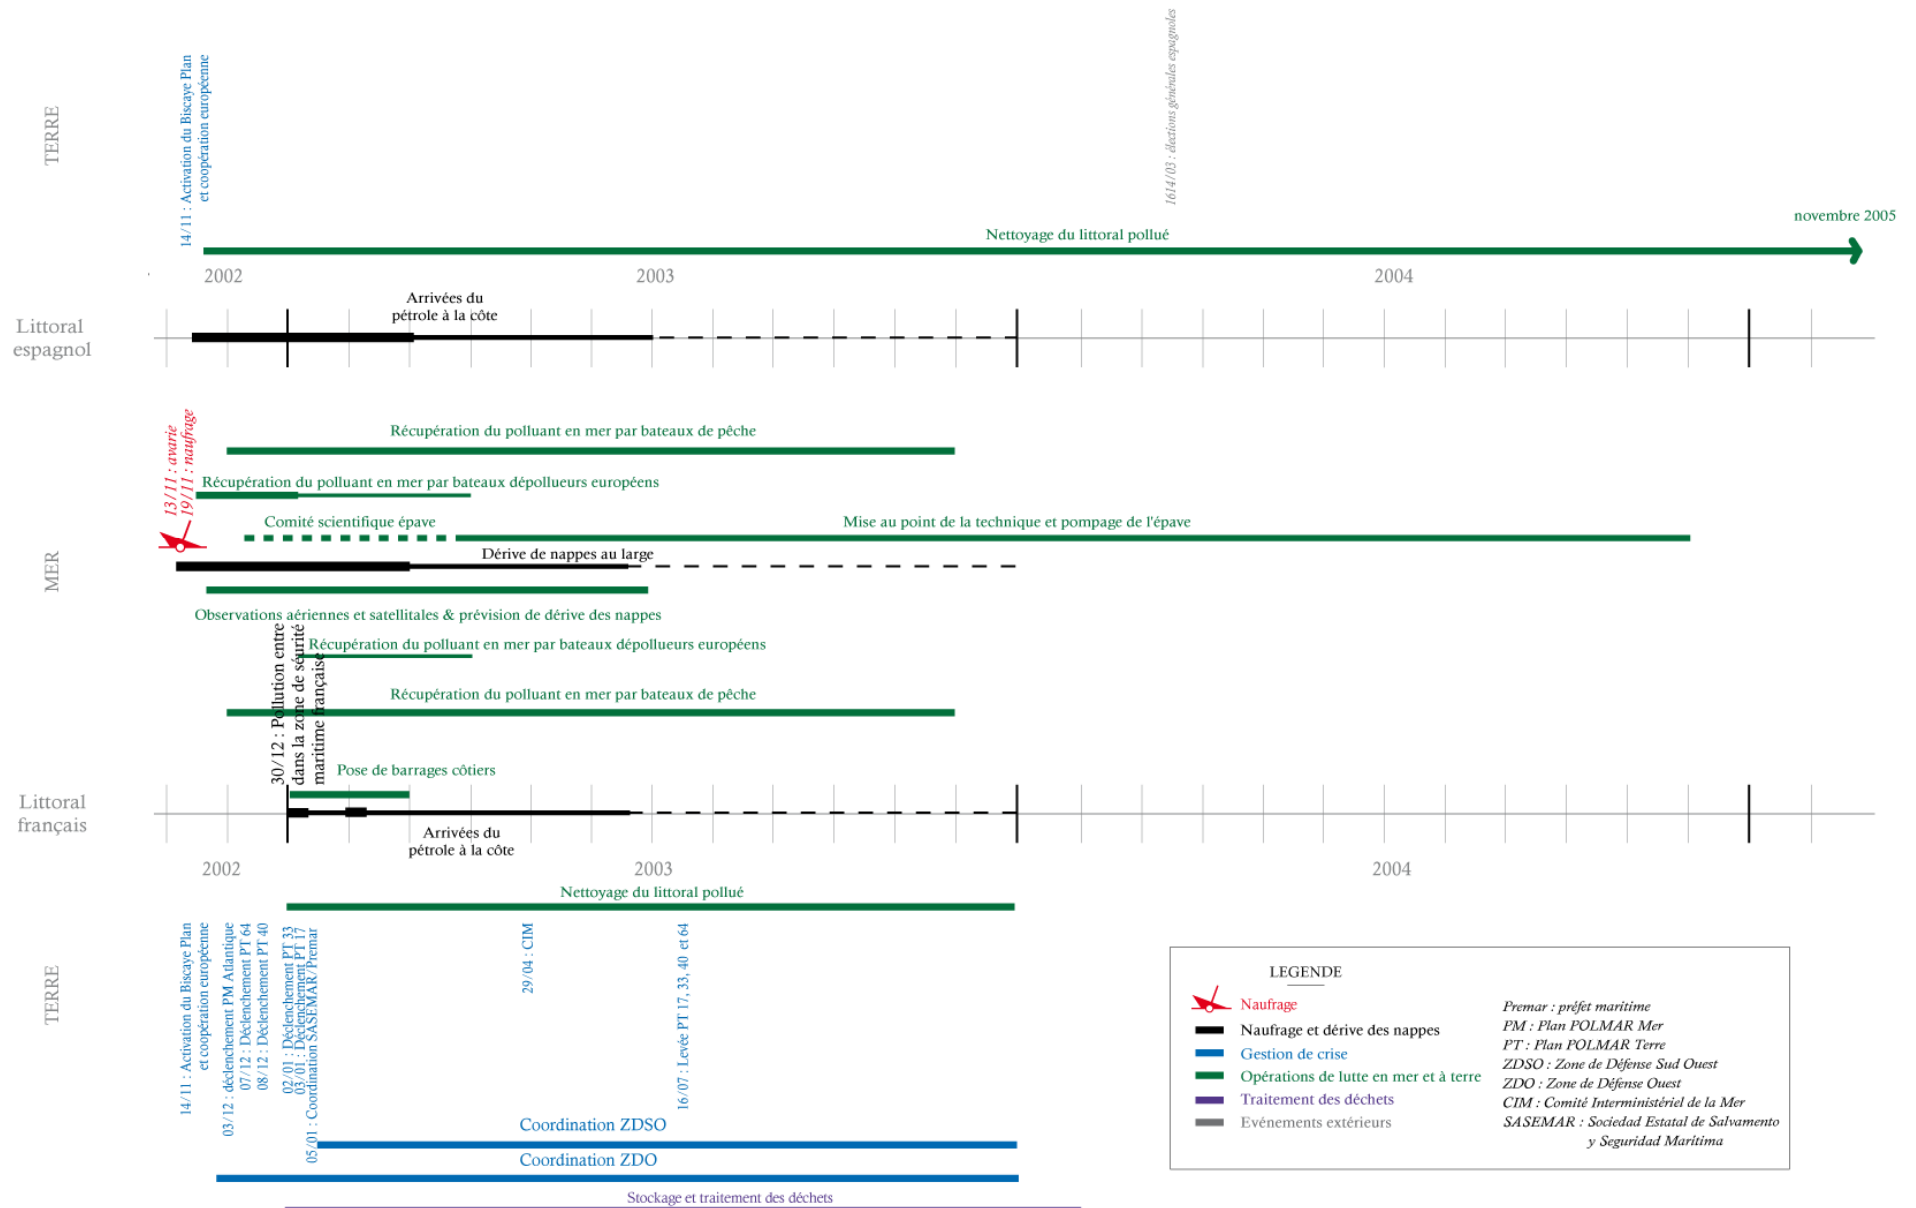 TERRE
14/11 : Activation du Biscaye Plan
et coopération européenne
1614/03 : élections générales espagnoles
novembre 2005
Nettoyage du littoral pollué
2002
2003
2004
Arrivées du
pétrole à la côte
Littoral
espagnol
13/11 : avarie
19/11 : naufrage
Récupération du polluant en mer par bateaux de pêche
Récupération du polluant en mer par bateaux dépollueurs européens
Comité scientifique épave
Mise au point de la technique et pompage de l'épave
Dérive de nappes au large
MER
Observations aériennes et satellitales & prévision de dérive des nappes
30/12 : Pollution entre
dans la zone de séurité
maritime française
Récupération du polluant en mer par bateaux dépollueurs européens
Récupération du polluant en mer par bateaux de pêche
Pose de barrages côtiers
Littoral
français
Arrivées du
pétrole à la côte
2002
2003
2004
Nettoyage du littoral pollué
TERRE
14/11 : Activation du Biscaye Plan
et coopération européenne
03/12 : déclenchement PM Atlantique
07/12 : Déclenchement PT 64
08/12 : Déclenchement PT 40
02/01 : Déclenchement PT 33
03/01 : Déclenchement PT 17
05/01 : Coordination SASEMAR/Premar
29/04 : CIM
16/07 : Levée PT 17, 33, 40 et 64
Coordination ZDSO
Coordination ZDO
Stockage et traitement des déchets
LEGENDE
Naufrage
Naufrage et dérive des nappes
Gestion de crise
Opérations de lutte en mer et à terre
Traitement des déchets
Evénements extérieurs
Premar : préfet maritime
PM : Plan POLMAR Mer
PT : Plan POLMAR Terre
ZDSO : Zone de Défense Sud Ouest
ZDO : Zone de Défense Ouest
CIM : Comité Interministériel de la Mer
SASEMAR : Sociedad Estatal de Salvamento
y Seguridad Marítima